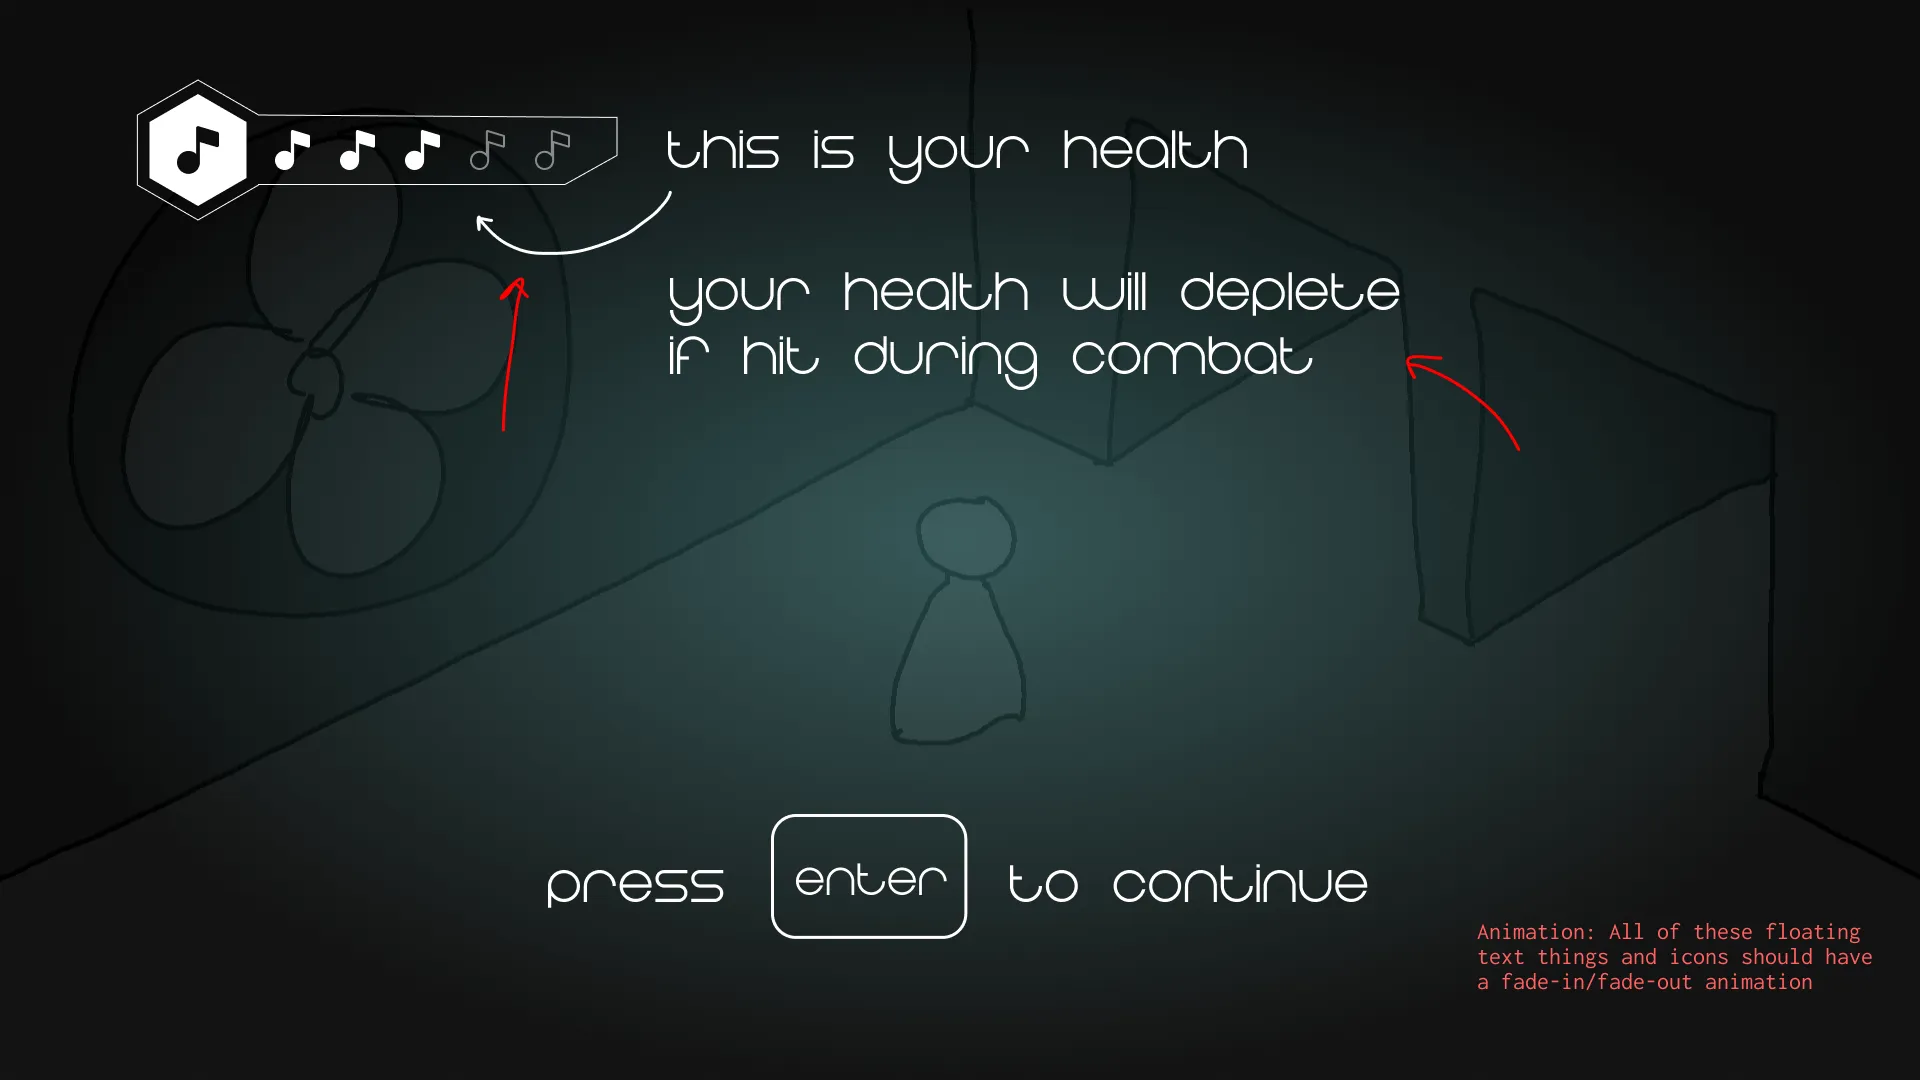 this is your health
your health will deplete
if hit during combat
press enter to continue
Animation: All of these floating
text things and icons should have
a fade-in/fade-out animation